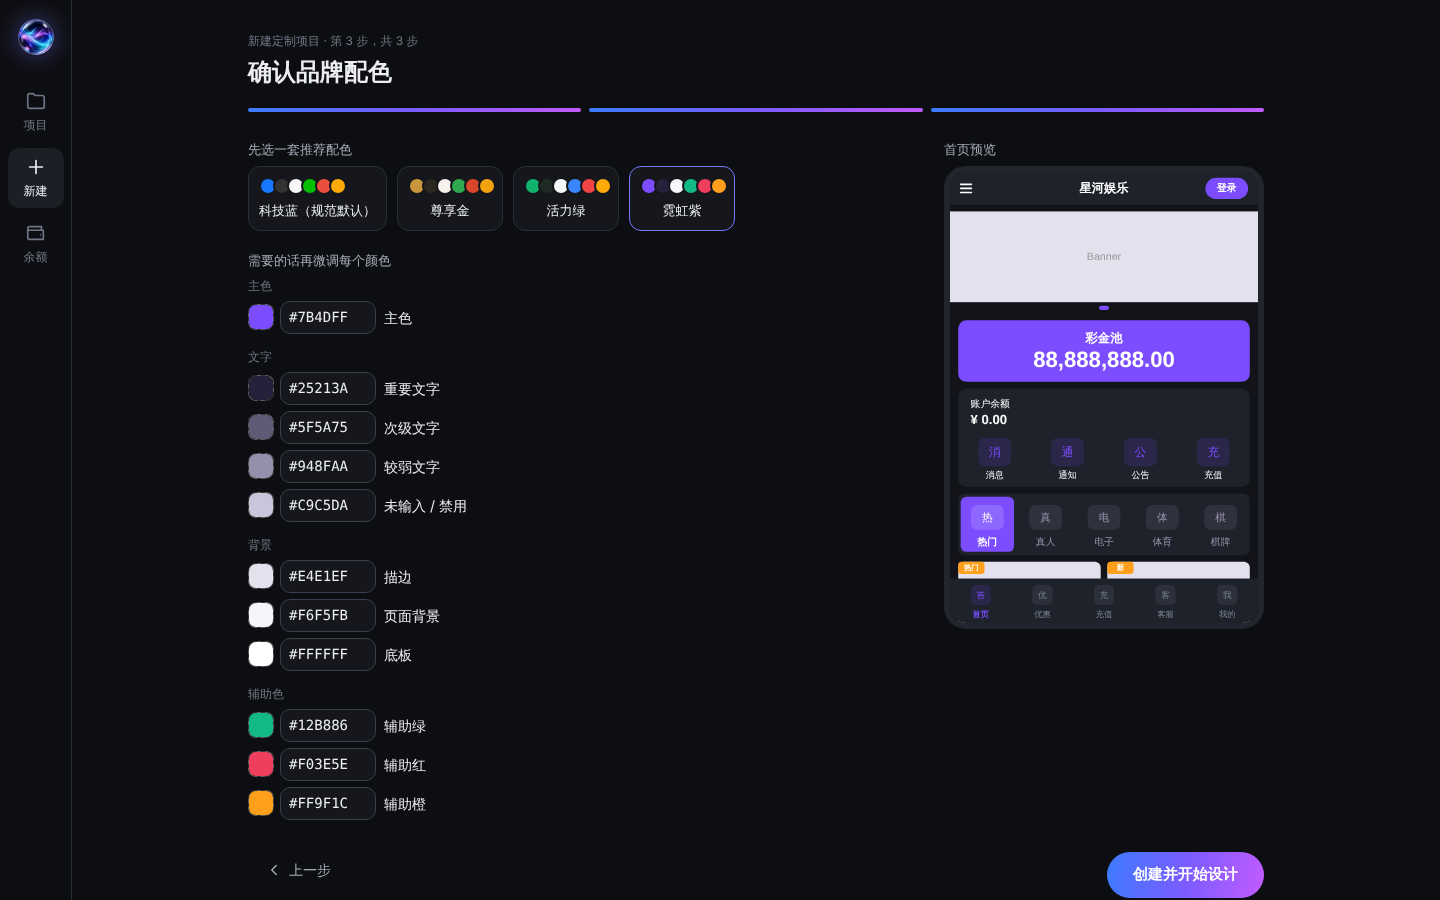 项目
新建
余额
新建定制项目 · 第 3 步，共 3 步
确认品牌配色
先选一套推荐配色
科技蓝（规范默认）
尊享金
活力绿
霓虹紫
需要的话再微调每个颜色
主色
#7B4DFF 主色
文字
#25213A 重要文字
#5F5A75 次级文字
#948FAA 较弱文字
#C9C5DA 未输入 / 禁用
背景
#E4E1EF 描边
#F6F5FB 页面背景
#FFFFFF 底板
辅助色
#12B886 辅助绿
#F03E5E 辅助红
#FF9F1C 辅助橙
上一步
首页预览
星河娱乐
登录
Banner
彩金池
88,888,888.00
账户余额
¥ 0.00
消 通 公 充
消息 通知 公告 充值
热 真 电 体 棋
热门 真人 电子 体育 棋牌
热门 新
首 优 充 客 我
首页 优惠 充值 客服 我的
创建并开始设计